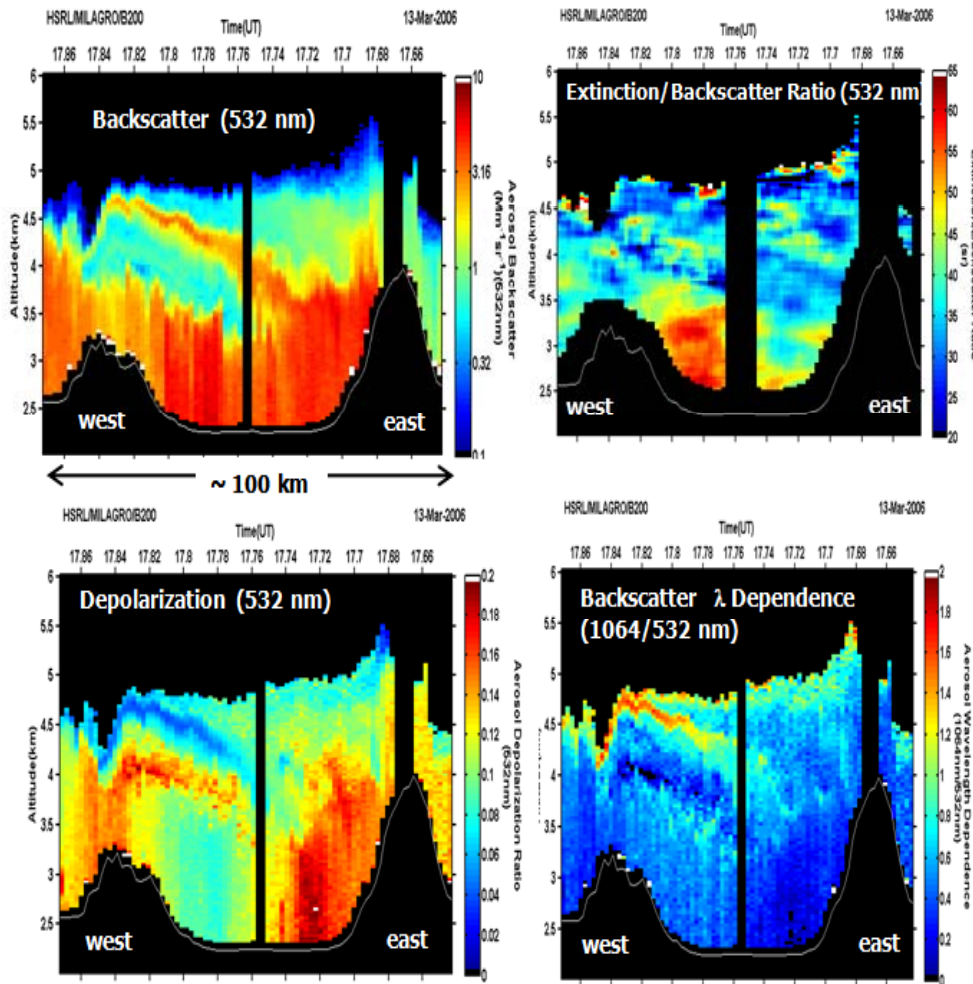 HSRL/MILAGRO/B200
13-Mar-2006
Time(UT)
17.86 17.84 17.82 17.8 17.78 17.76 17.74 17.72 17.7 17.68 17.66
Backscatter (532 nm)
6
5.5
5
4.5
4
3.5
3
2.5
Altitude(km)
west
east
10
3.16
1
0.32
0.1
Aerosol Backscatter
(Mm⁻¹sr⁻¹)(532nm)
~ 100 km
HSRL/MILAGRO/B200
13-Mar-2006
Time(UT)
17.86 17.84 17.82 17.8 17.78 17.76 17.74 17.72 17.7 17.68 17.66
Extinction/Backscatter Ratio (532 nm)
6
5.5
5
4.5
4
3.5
3
2.5
Altitude(km)
west
east
65
60
55
50
45
40
35
30
25
20
(sr)
HSRL/MILAGRO/B200
13-Mar-2006
Time(UT)
17.86 17.84 17.82 17.8 17.78 17.76 17.74 17.72 17.7 17.68 17.66
Depolarization (532 nm)
6
5.5
5
4.5
4
3.5
3
2.5
Altitude(km)
west
east
0.2
0.18
0.16
0.14
0.12
0.1
0.08
0.06
0.04
0.02
0
Aerosol Depolarization Ratio
(532nm)
HSRL/MILAGRO/B200
13-Mar-2006
Time(UT)
17.86 17.84 17.82 17.8 17.78 17.76 17.74 17.72 17.7 17.68 17.66
Backscatter λ Dependence
(1064/532 nm)
6
5.5
5
4.5
4
3.5
3
2.5
west
east
2
1.8
1.6
1.4
1.2
1
0.8
0.6
0.4
0.2
0
Aerosol Wavelength Dependence
(1064nm/532nm)